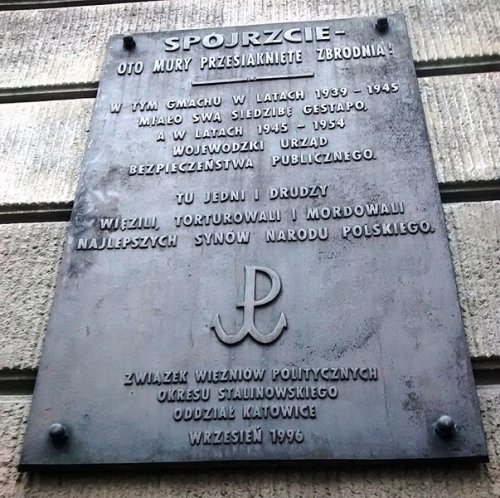 SPÓJRZCIE-
OTO MURY PRZESIĄKNIĘTE ZBRODNIĄ!
W TYM GMACHU W LATACH 1939-1945
MIAŁO SWĄ SIEDZIBĘ GESTAPO,
A W LATACH 1945-1954
WOJEWÓDZKI URZĄD
BEZPIECZEŃSTWA PUBLICZNEGO.
TU JEDNI I DRUDZY
WIĘZILI, TORTUROWALI I MORDOWALI
NAJLEPSZYCH SYNÓW NARODU POLSKIEGO.
ZWIĄZEK WIĘŹNIÓW POLITYCZNYCH
OKRESU STALINOWSKIEGO
ODDZIAŁ KATOWICE
WRZESIEŃ 1996